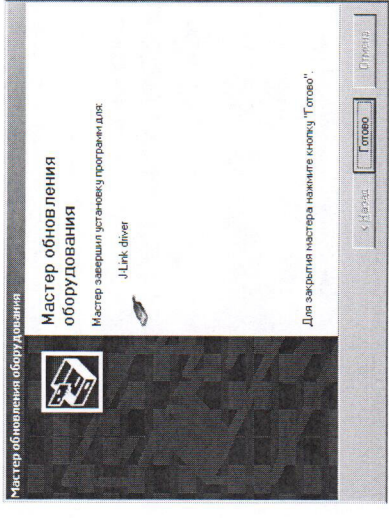 Мастер обновления оборудования
Мастер обновления
оборудования
Мастер завершил установку программ для:
J-Link driver
Для закрытия мастера нажмите кнопку "Готово".
< Назад
Готово
Отмена